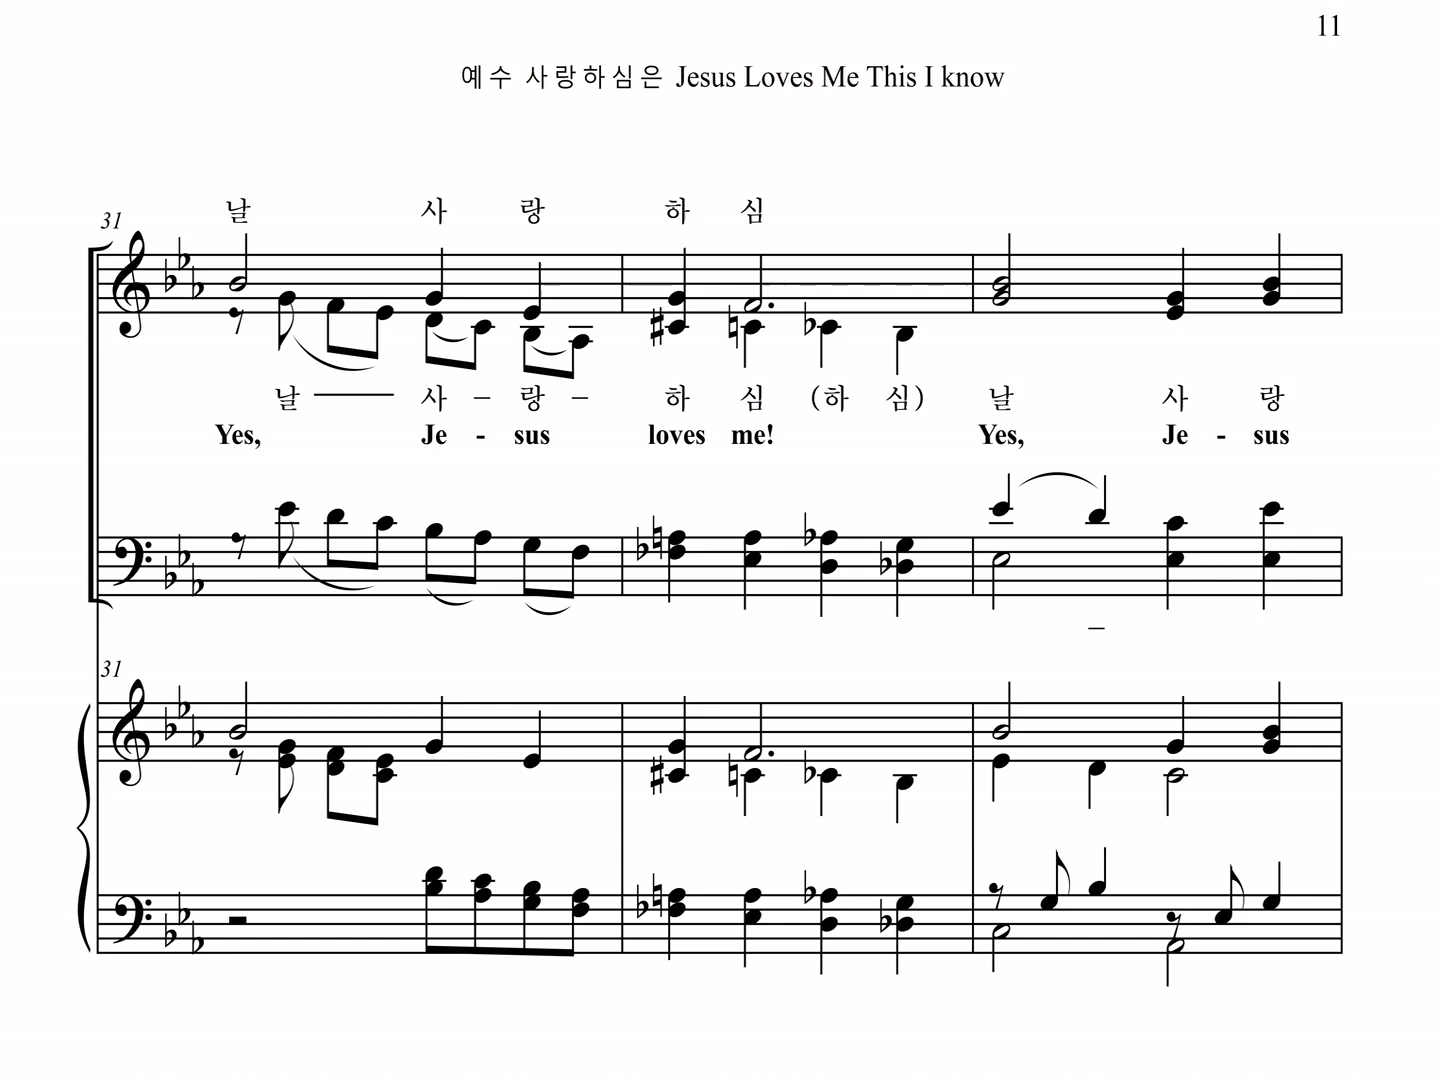 11
예수 사랑하심은 Jesus Loves Me This I know
날 사 랑 하 심
31
날 사 – 랑 – 하 심 (하 심) 날 사 랑
Yes, Je - sus loves me! Yes, Je - sus
–
31